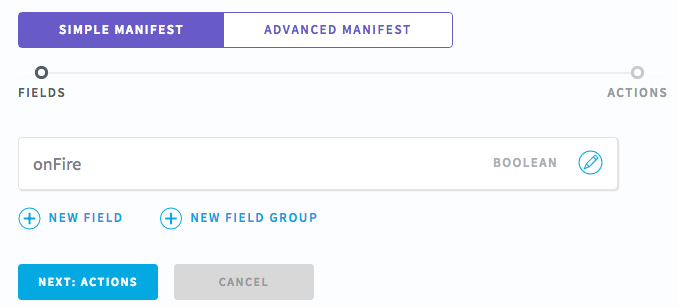 SIMPLE MANIFEST ADVANCED MANIFEST
FIELDS ACTIONS
onFire BOOLEAN
NEW FIELD NEW FIELD GROUP
NEXT: ACTIONS CANCEL